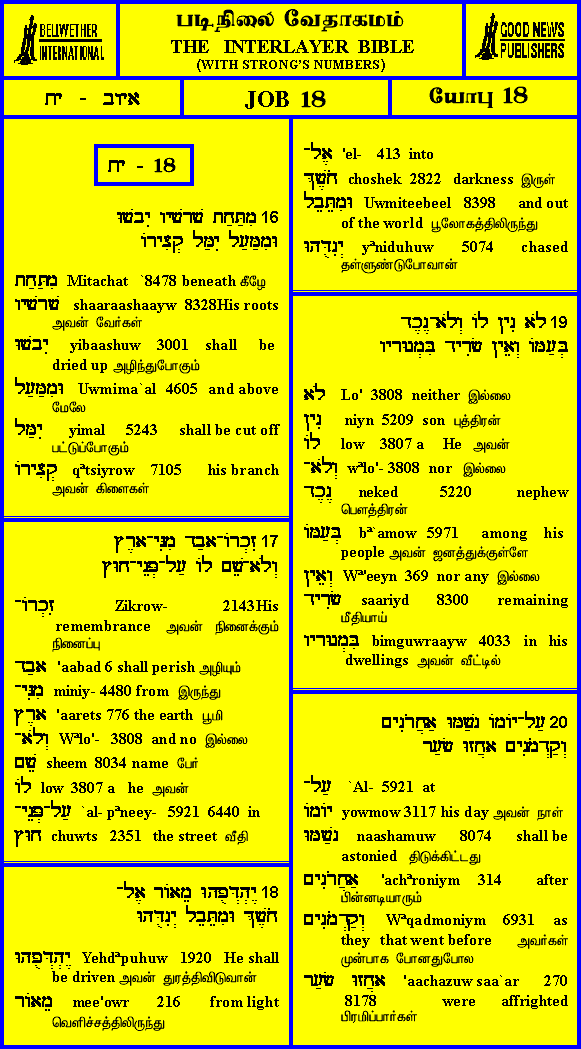 BELLWETHER
INTERNATIONAL
படிநிலை வேதாகமம்
THE INTERLAYER BIBLE
(WITH STRONG'S NUMBERS)
GOOD NEWS
PUBLISHERS
איוב - יח
JOB 18
யோபு 18
יח - 18
16 מִתַּחַת שָׁרָשָׁיו יִבָשׁוּ
וּמִמַּעַל יִמַּל קְצִירוֹ
מִתַּחַת Mitachat `8478 beneath கீழே
שָׁרָשָׁיו shaaraashaayw 8328His roots
அவன் வேர்கள்
יִבָשׁוּ yibaashuw 3001 shall be
dried up அழிந்துபோகும்
וּמִמַּעַל Uwmima`al 4605 and above
மேலே
יִמַּל yimal 5243 shall be cut off
பட்டுப்போகும்
קְצִירוֹ qªtsiyrow 7105 his branch
அவன் கிளைகள்
17 זִכְרוֹ־אָבַד מִנִּי־אָרֶץ
וְלֹא־שֵׁם לוֹ עַל־פְּנֵי־חוּץ
זִכְרוֹ־ Zikrow- 2143His
remembrance அவன் நினைக்கும்
நினைப்பு
אָבַד 'aabad 6 shall perish அழியும்
מִנִּי־ miniy- 4480 from இருந்து
אָרֶץ 'aarets 776 the earth பூமி
וְלֹא־ Wªlo'- 3808 and no இல்லை
שֵׁם sheem 8034 name பேர்
לוֹ low 3807 a he அவன்
עַל־פְּנֵי־ `al- pªneey- 5921 6440 in
חוּץ chuwts 2351 the street வீதி
18 יֶהְדְּפֻהוּ מֵאוֹר אֶל־
חֹשֶׁךְ וּמִתֵּבֵל יְנִדֻּהוּ
יֶהְדְּפֻהוּ Yehdªpuhuw 1920 He shall
be driven அவன் துரத்திவிடுவான்
מֵאוֹר mee'owr 216 from light
வெளிச்சத்திலிருந்து
אֶל־ 'el- 413 into
חֹשֶׁךְ choshek 2822 darkness இருள்
וּמִתֵּבֵל Uwmiteebeel 8398 and out
of the world பூலோகத்திலிருந்து
יְנִדֻּהוּ yªniduhuw 5074 chased
தள்ளுண்டுபோவான்
19 לֹא נִין לוֹ וְלֹא־נֶכֶד
בְּעַמּוֹ וְאֵין שָׂרִיד בִּמְגוּרָיו
לֹא Lo' 3808 neither இல்லை
נִין niyn 5209 son புத்திரன்
לוֹ low 3807 a He அவன்
וְלֹא־ wªlo'- 3808 nor இல்லை
נֶכֶד neked 5220 nephew
பௌத்திரன்
בְּעַמּוֹ bª`amow 5971 among his
people அவன் ஜனத்துக்குள்ளே
וְאֵין Wª'eeyn 369 nor any இல்லை
שָׂרִיד saariyd 8300 remaining
மீதியாய்
בִּמְגוּרָיו bimguwraayw 4033 in his
dwellings அவன் வீட்டில்
20 עַל־יוֹמוֹ נָשַׁמּוּ אַחֲרֹנִים
וְקַדְמֹנִים אָחֲזוּ שָׂעַר
עַל־ `Al- 5921 at
יוֹמוֹ yowmow 3117 his day அவன் நாள்
נָשַׁמּוּ naashamuw 8074 shall be
astonied திடுக்கிட்டது
אַחֲרֹנִים 'achªroniym 314 after
பின்னடியாரும்
וְקַדְמֹנִים Wªqadmoniym 6931 as
they that went before அவர்கள்
முன்பாக போனதுபோல
אָחֲזוּ שָׂעַר 'aachazuw saa`ar 270
8178 were affrighted
பிரமிப்பார்கள்